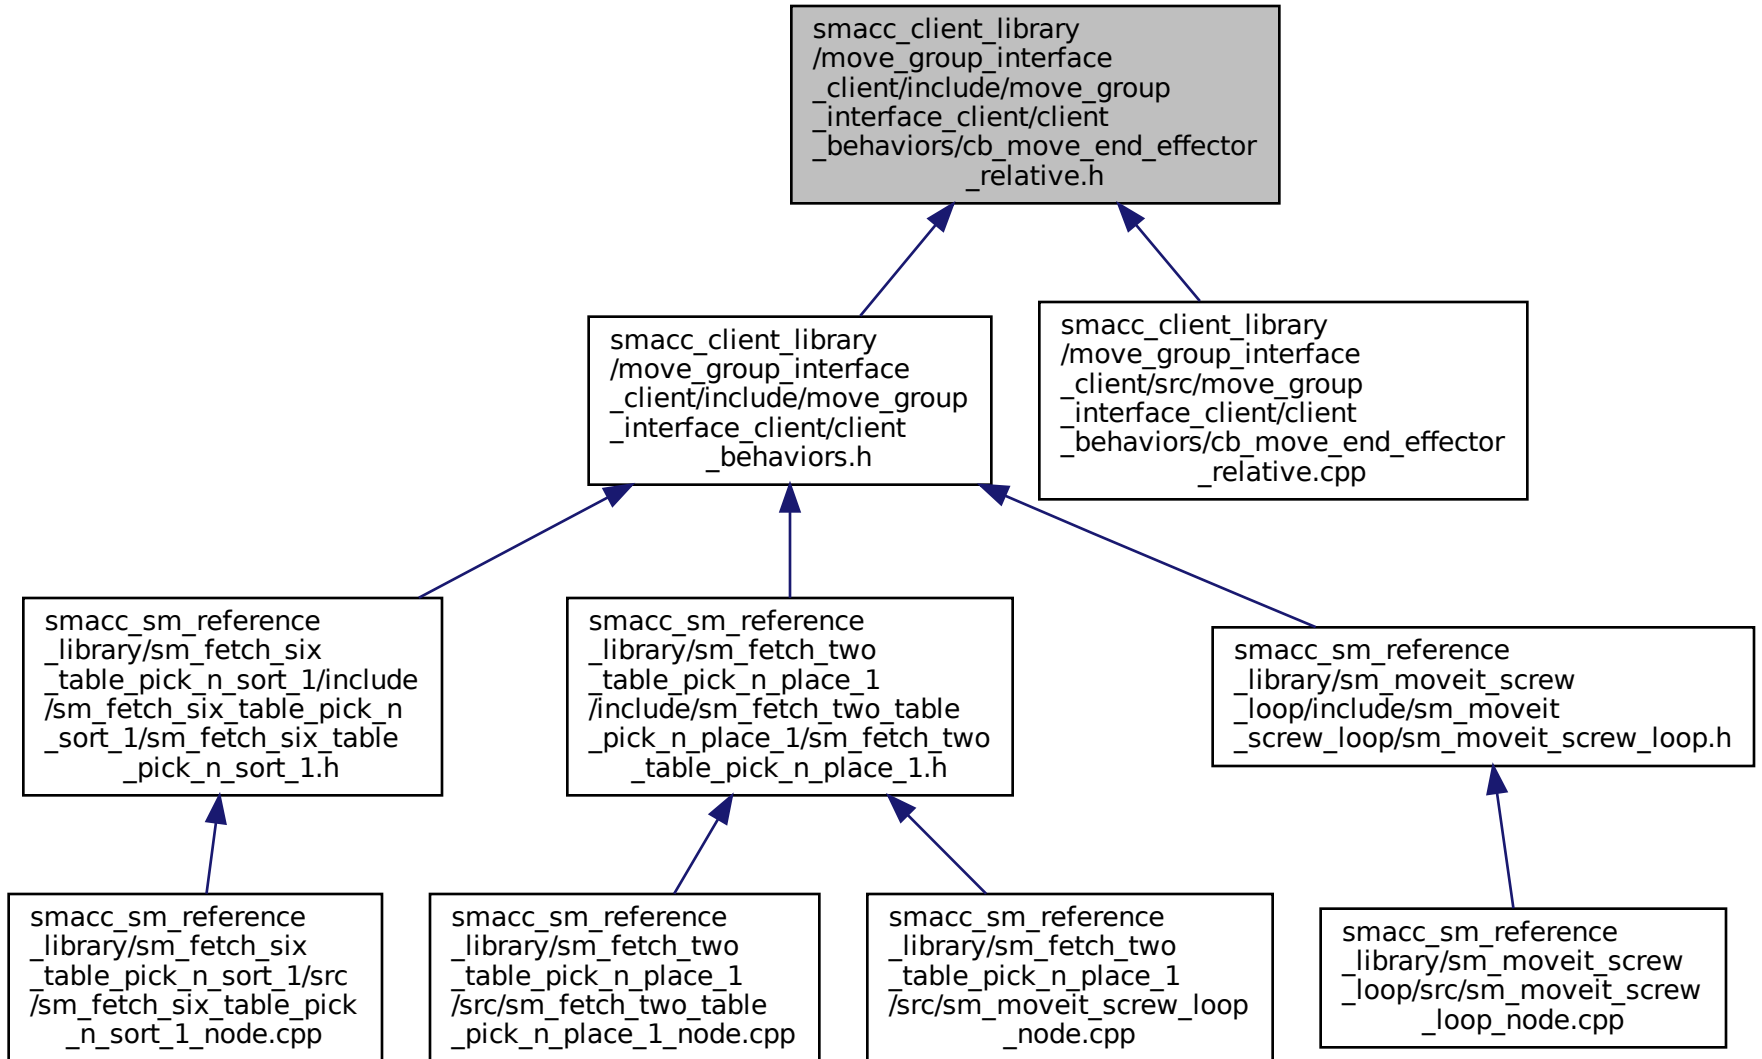 smacc_client_library
/move_group_interface
_client/include/move_group
_interface_client/client
_behaviors/cb_move_end_effector
_relative.h
smacc_client_library
/move_group_interface
_client/include/move_group
_interface_client/client
_behaviors.h
smacc_client_library
/move_group_interface
_client/src/move_group
_interface_client/client
_behaviors/cb_move_end_effector
_relative.cpp
smacc_sm_reference
_library/sm_fetch_six
_table_pick_n_sort_1/include
/sm_fetch_six_table_pick_n
_sort_1/sm_fetch_six_table
_pick_n_sort_1.h
smacc_sm_reference
_library/sm_fetch_two
_table_pick_n_place_1
/include/sm_fetch_two_table
_pick_n_place_1/sm_fetch_two
_table_pick_n_place_1.h
smacc_sm_reference
_library/sm_moveit_screw
_loop/include/sm_moveit
_screw_loop/sm_moveit_screw_loop.h
smacc_sm_reference
_library/sm_fetch_six
_table_pick_n_sort_1/src
/sm_fetch_six_table_pick
_n_sort_1_node.cpp
smacc_sm_reference
_library/sm_fetch_two
_table_pick_n_place_1
/src/sm_fetch_two_table
_pick_n_place_1_node.cpp
smacc_sm_reference
_library/sm_fetch_two
_table_pick_n_place_1
/src/sm_moveit_screw_loop
_node.cpp
smacc_sm_reference
_library/sm_moveit_screw
_loop/src/sm_moveit_screw
_loop_node.cpp